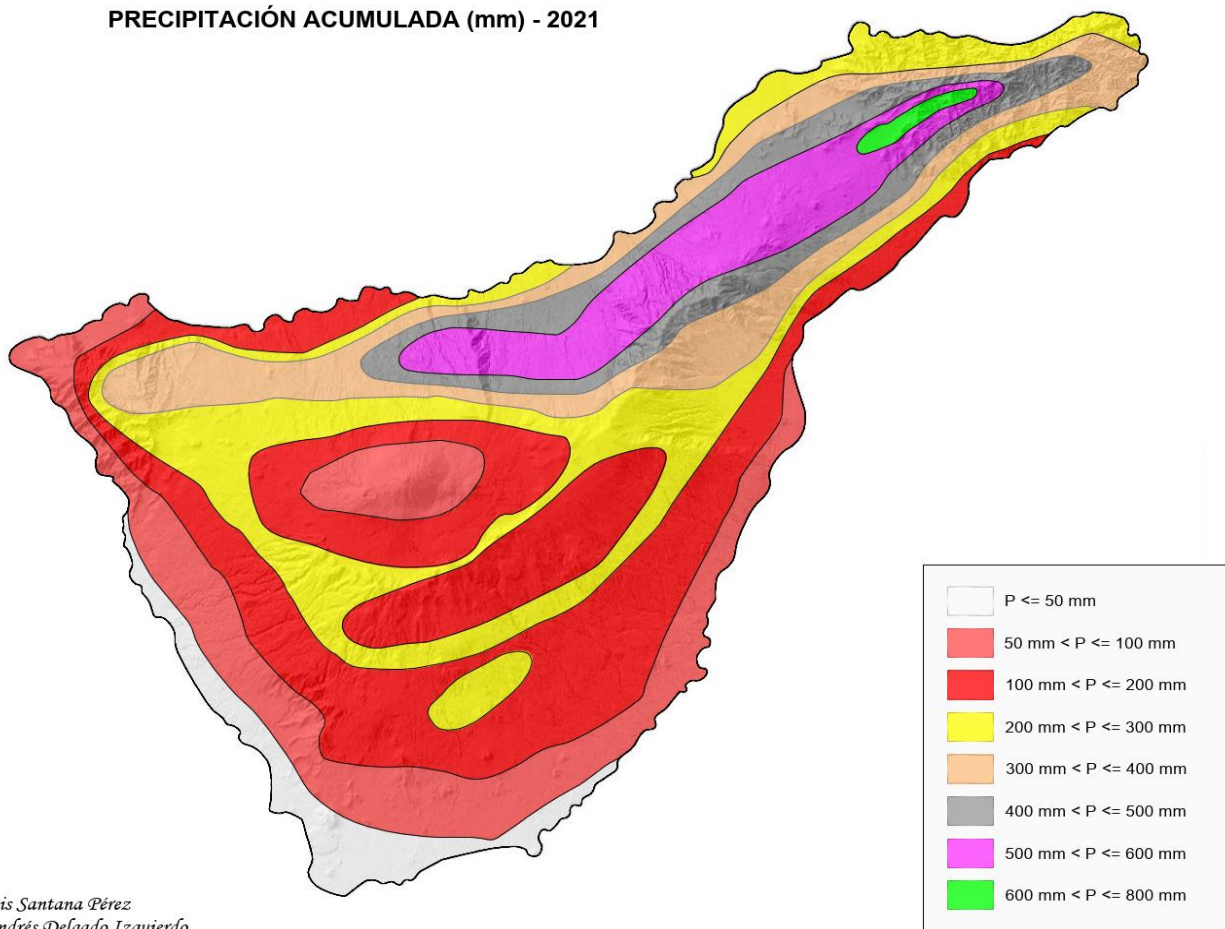 PRECIPITACIÓN ACUMULADA (mm) - 2021
P <= 50 mm
50 mm < P <= 100 mm
100 mm < P <= 200 mm
200 mm < P <= 300 mm
300 mm < P <= 400 mm
400 mm < P <= 500 mm
500 mm < P <= 600 mm
600 mm < P <= 800 mm
Santana Pérez
Delgado Izquierdo